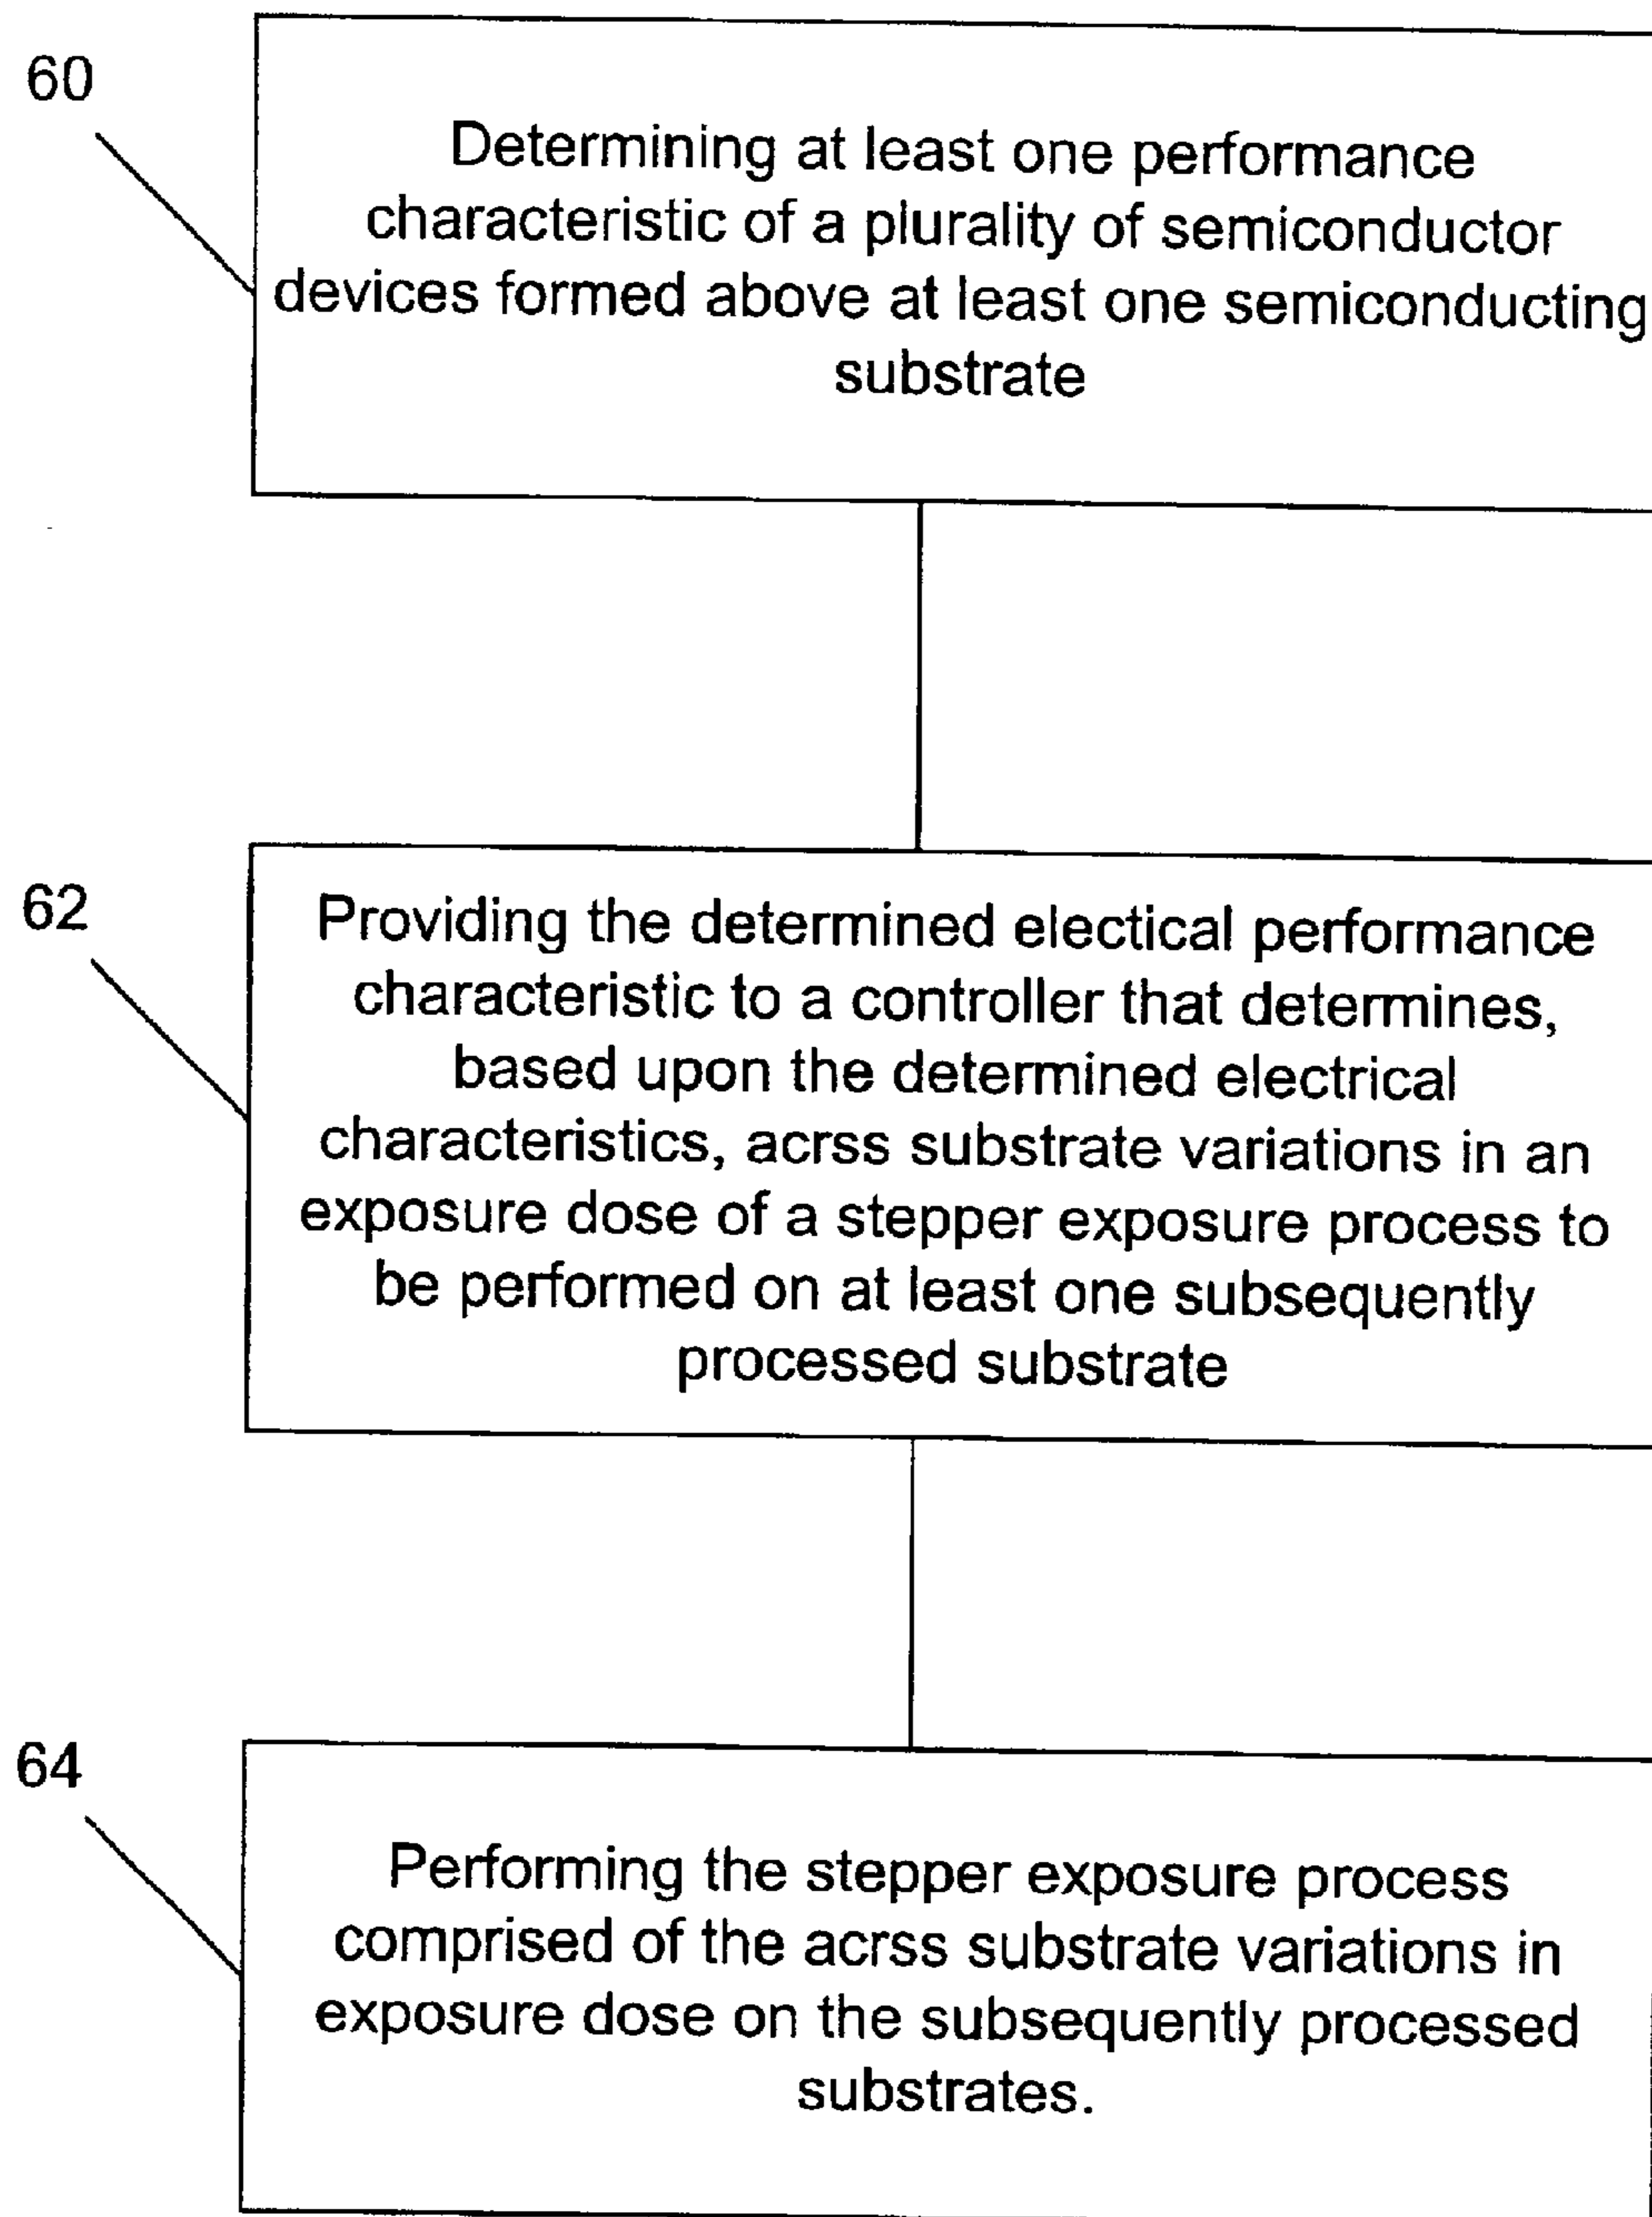 60
Determining at least one performance
characteristic of a plurality of semiconductor
devices formed above at least one semiconducting
substrate
62
Providing the determined electical performance
characteristic to a controller that determines,
based upon the determined electrical
characteristics, acrss substrate variations in an
exposure dose of a stepper exposure process to
be performed on at least one subsequently
processed substrate
64
Performing the stepper exposure process
comprised of the acrss substrate variations in
exposure dose on the subsequently processed
substrates.